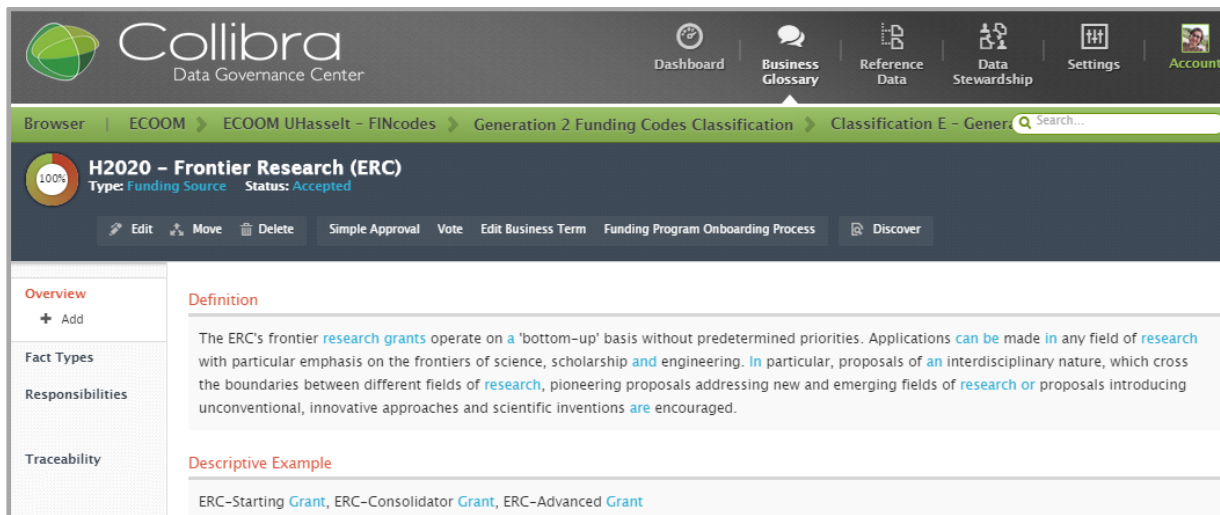 Collibra
Data Governance Center
Dashboard
Business
Glossary
Reference
Data
Data
Stewardship
Settings
Account
Browser | ECOOM > ECOOM UHasselt – FINcodes > Generation 2 Funding Codes Classification > Classification E – Genera
Search...
100%
H2020 – Frontier Research (ERC)
Type: Funding Source Status: Accepted
Edit Move Delete Simple Approval Vote Edit Business Term Funding Program Onboarding Process Discover
Overview
+ Add
Fact Types
Responsibilities
Traceability
Definition
The ERC's frontier research grants operate on a 'bottom-up' basis without predetermined priorities. Applications can be made in any field of research
with particular emphasis on the frontiers of science, scholarship and engineering. In particular, proposals of an interdisciplinary nature, which cross
the boundaries between different fields of research, pioneering proposals addressing new and emerging fields of research or proposals introducing
unconventional, innovative approaches and scientific inventions are encouraged.
Descriptive Example
ERC-Starting Grant, ERC-Consolidator Grant, ERC-Advanced Grant